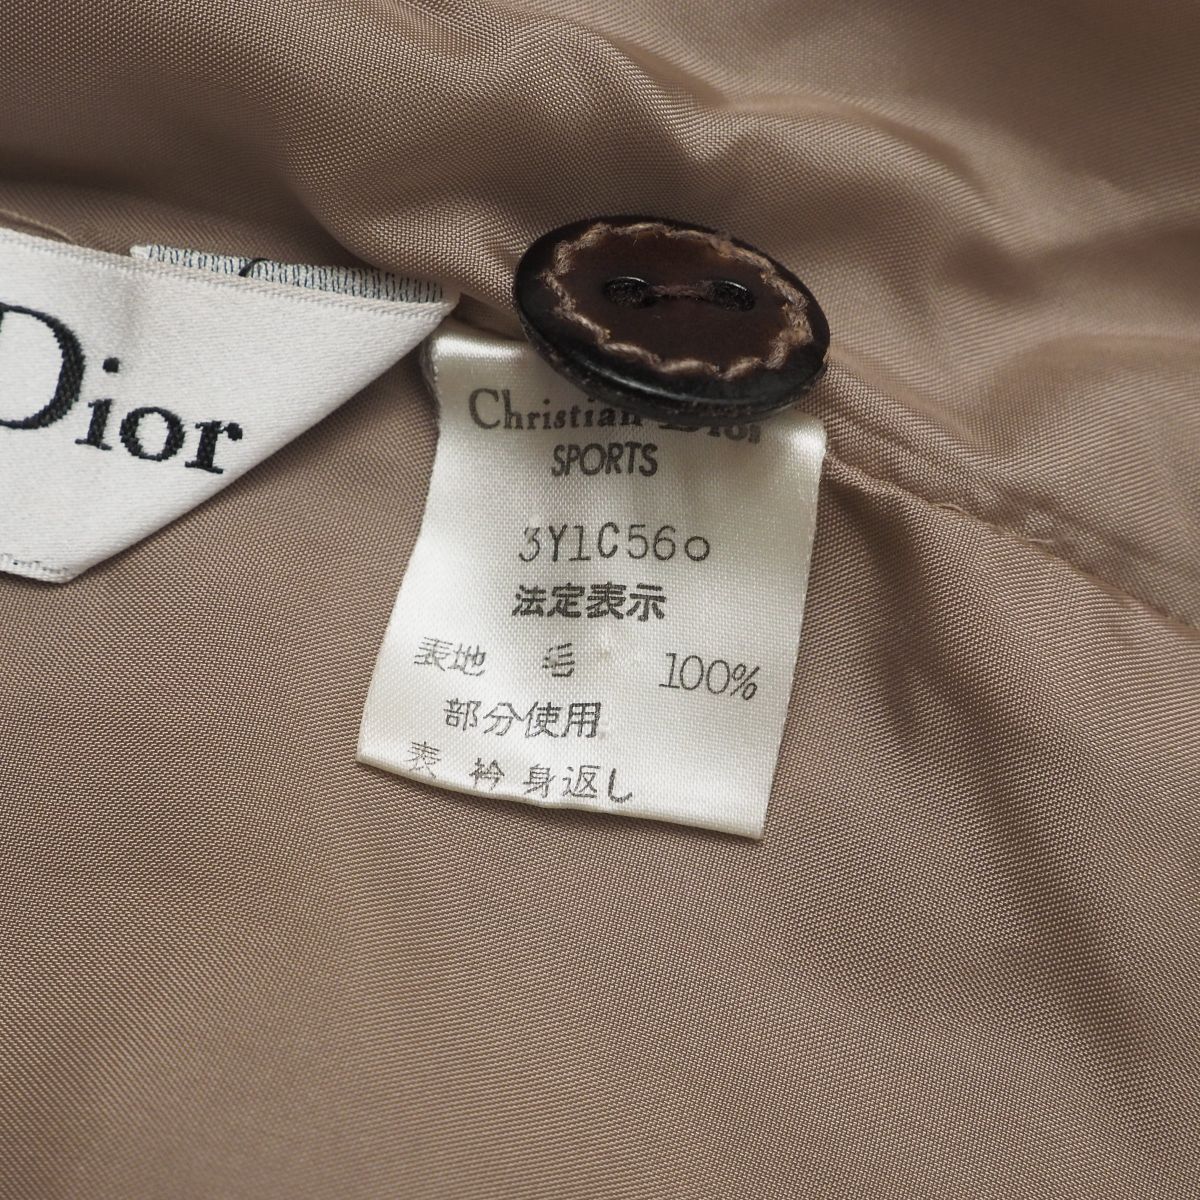 Dior
Christian Dior
SPORTS
3Y1C560
法定表示
表地 毛 100%
部分使用
表 衿 身返し